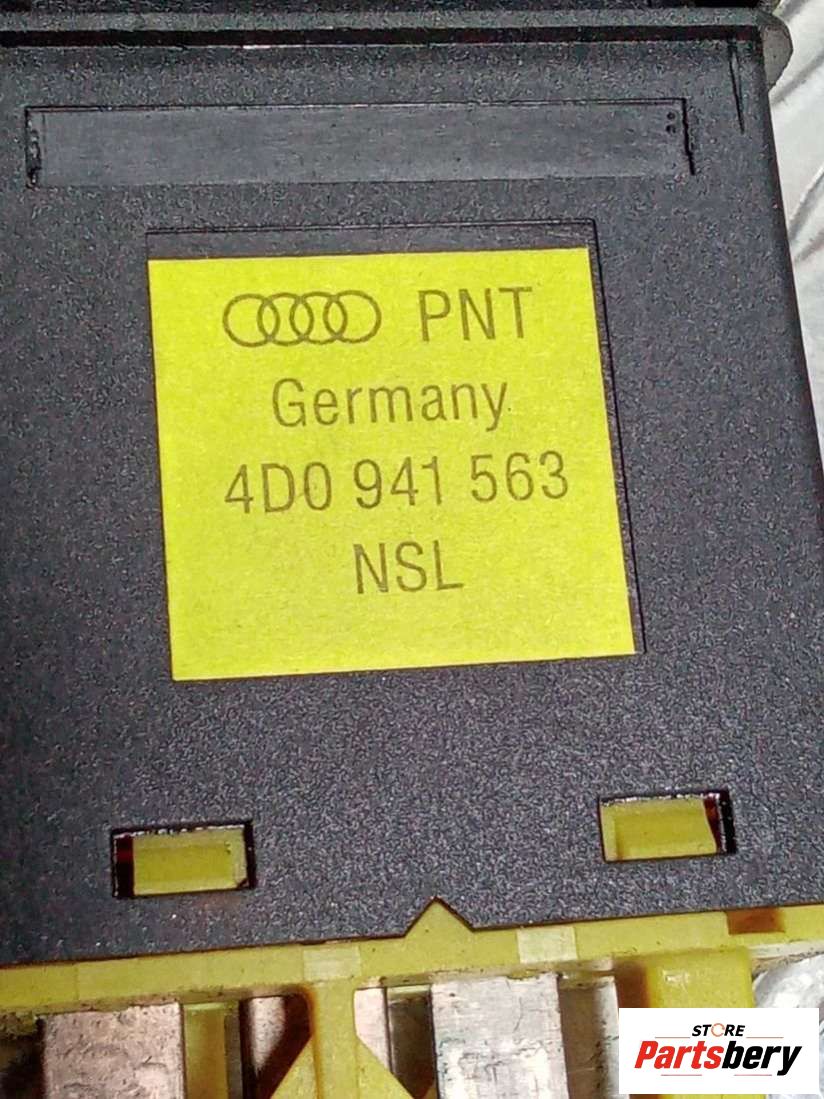 PNT
Germany
4D0 941 563
NSL
STORE
Partsbery